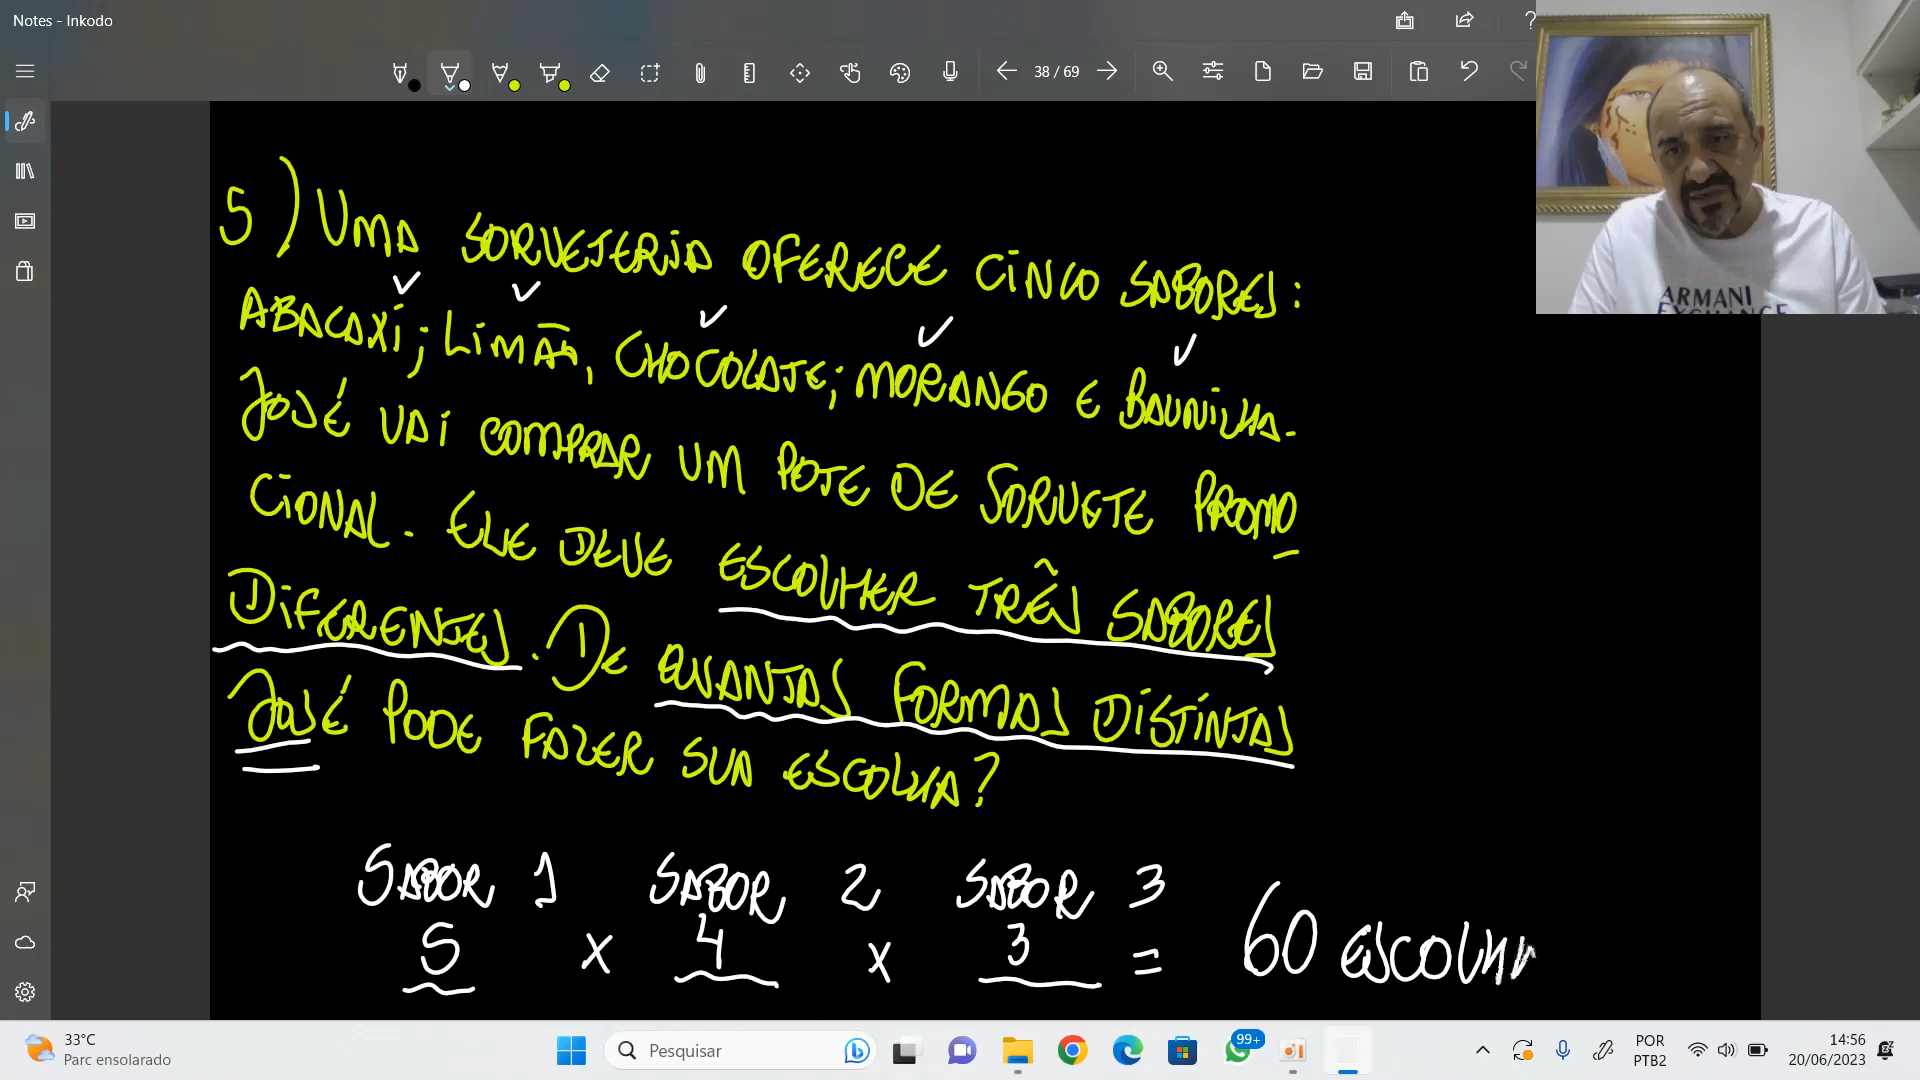 Notes - Inkodo
38 / 69
5) UMA SORVETERIA OFERECE CINCO SABORES:
ABACAXI; LIMÃO, CHOCOLATE; MORANGO E BAUNILHA.
JOSÉ VAI COMPRAR UM POTE DE SORVETE PROMO
CIONAL. ELE DEVE ESCOLHER TRÊS SABORES
DIFERENTES. DE QUANTAS FORMAS DISTINTAS
JOSÉ PODE FAZER SUA ESCOLHA?
SABOR 1 SABOR 2 SABOR 3
5 x 4 x 3 = 60 ESCOLHA
ARMANI
EXCHANGE
33°C
Parc ensolarado
Pesquisar
99+
POR
PTB2
14:56
20/06/2023